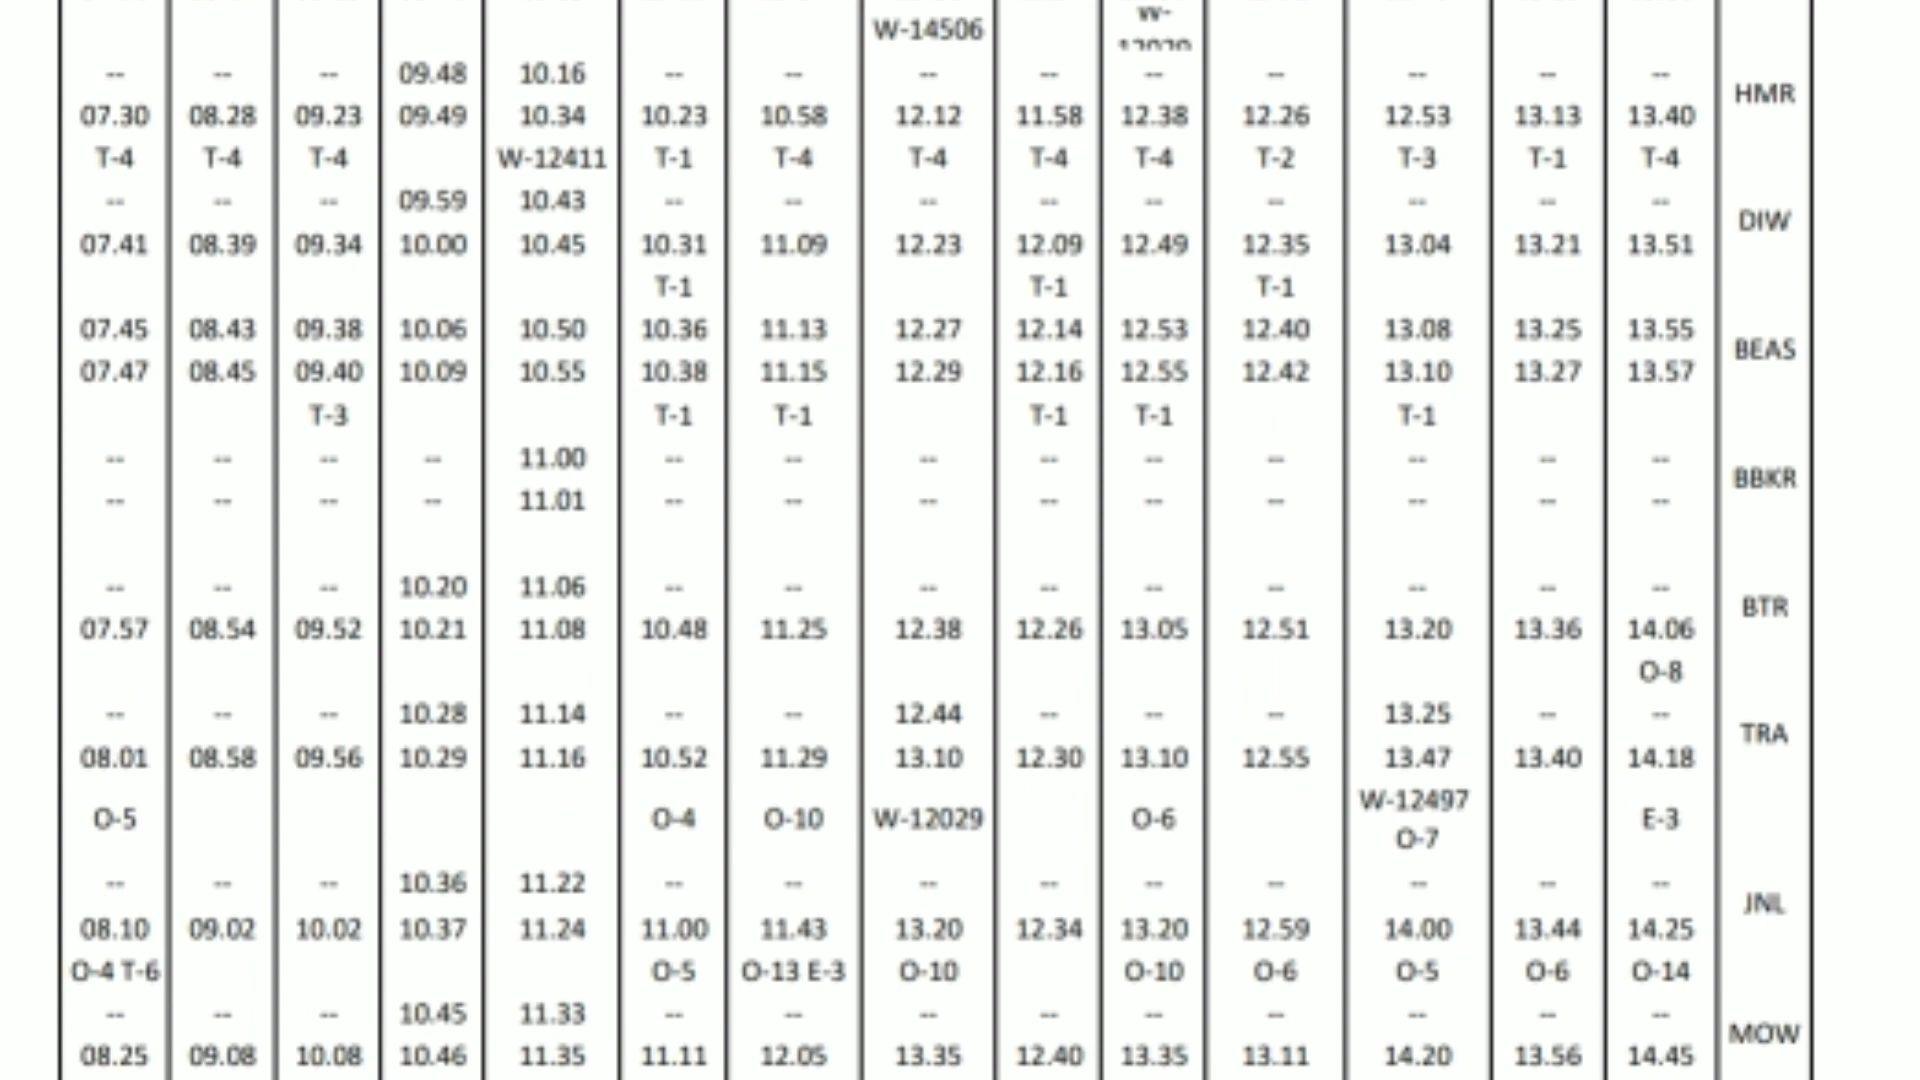 W-14506 W-
-- -- -- 09.48 10.16 -- -- -- -- -- -- -- -- --
HMR
07.30 08.28 09.23 09.49 10.34 10.23 10.58 12.12 11.58 12.38 12.26 12.53 13.13 13.40
T-4 T-4 T-4 W-12411 T-1 T-4 T-4 T-4 T-4 T-2 T-3 T-1 T-4
-- -- -- 09.59 10.43 -- -- -- -- -- -- -- -- --
DIW
07.41 08.39 09.34 10.00 10.45 10.31 11.09 12.23 12.09 12.49 12.35 13.04 13.21 13.51
T-1 T-1 T-1
07.45 08.43 09.38 10.06 10.50 10.36 11.13 12.27 12.14 12.53 12.40 13.08 13.25 13.55
BEAS
07.47 08.45 09.40 10.09 10.55 10.38 11.15 12.29 12.16 12.55 12.42 13.10 13.27 13.57
T-3 T-1 T-1 T-1 T-1 T-1
-- -- -- -- 11.00 -- -- -- -- -- -- -- -- --
BBKR
-- -- -- -- 11.01 -- -- -- -- -- -- -- -- --
-- -- -- 10.20 11.06 -- -- -- -- -- -- -- -- --
BTR
07.57 08.54 09.52 10.21 11.08 10.48 11.25 12.38 12.26 13.05 12.51 13.20 13.36 14.06
O-8
-- -- -- 10.28 11.14 -- -- 12.44 -- -- -- 13.25 -- --
TRA
08.01 08.58 09.56 10.29 11.16 10.52 11.29 13.10 12.30 13.10 12.55 13.47 13.40 14.18
O-5 O-4 O-10 W-12029 O-6 W-12497 E-3
O-7
-- -- -- 10.36 11.22 -- -- -- -- -- -- -- -- --
JNL
08.10 09.02 10.02 10.37 11.24 11.00 11.43 13.20 12.34 13.20 12.59 14.00 13.44 14.25
O-4 T-6 O-5 O-13 E-3 O-10 O-10 O-6 O-5 O-6 O-14
-- -- -- 10.45 11.33 -- -- -- -- -- -- -- -- --
MOW
08.25 09.08 10.08 10.46 11.35 11.11 12.05 13.35 12.40 13.35 13.11 14.20 13.56 14.45